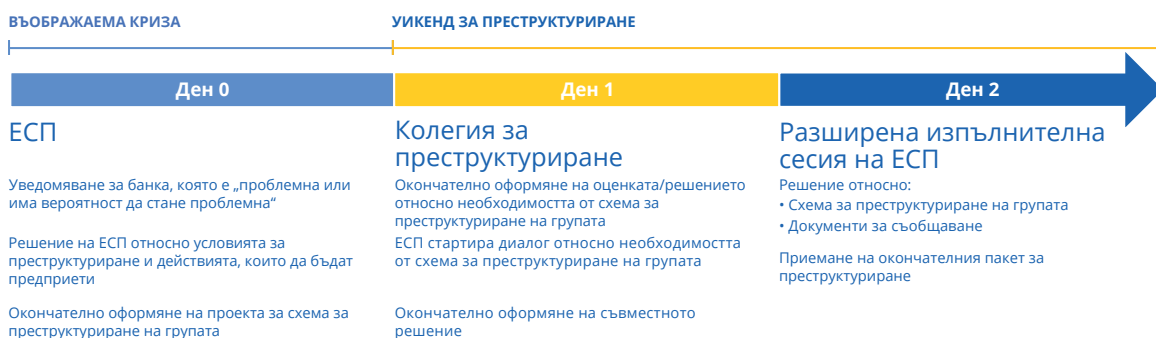 ВЪОБРАЖАЕМА КРИЗА
УИКЕНД ЗА ПРЕСТРУКТУРИРАНЕ
Ден 0
Ден 1
Ден 2
ЕСП
Уведомяване за банка, която е „проблемна или
има вероятност да стане проблемна“
Решение на ЕСП относно условията за
преструктуриране и действията, които да бъдат
предприети
Окончателно оформяне на проекта за схема за
преструктуриране на групата
Колегия за
преструктуриране
Окончателно оформяне на оценката/решението
относно необходимостта от схема за
преструктуриране на групата
ЕСП стартира диалог относно необходимостта
от схема за преструктуриране на групата
Окончателно оформяне на съвместното
решение
Разширена изпълнителна
сесия на ЕСП
Решение относно:
• Схема за преструктуриране на групата
• Документи за съобщаване
Приемане на окончателния пакет за
преструктуриране